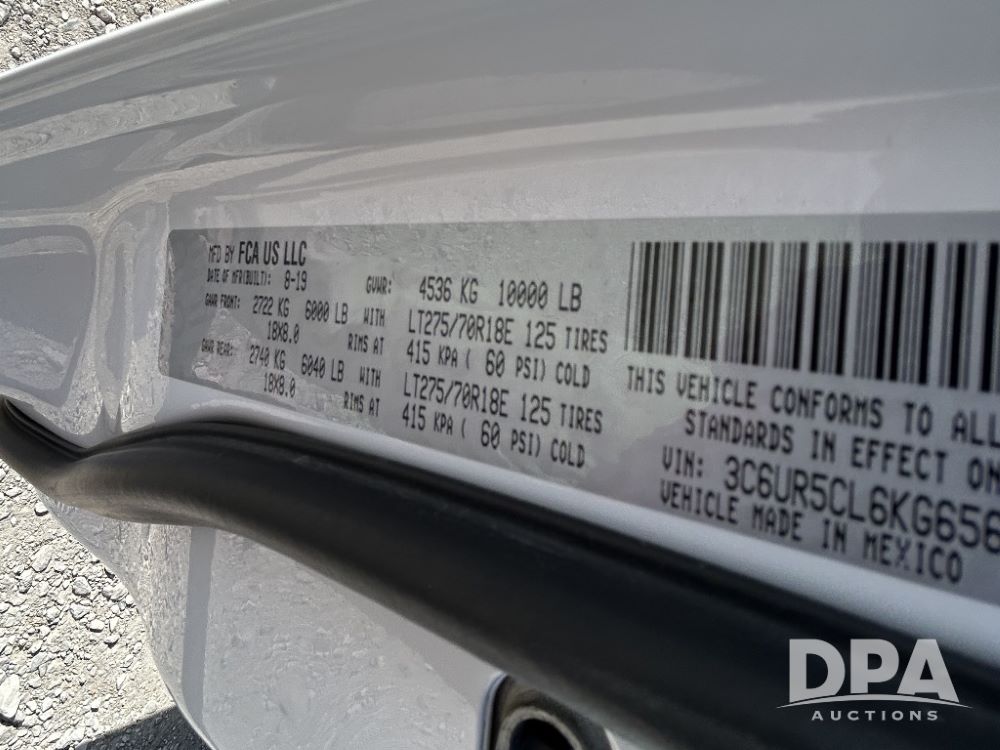 MFD BY FCA US LLC
DATE OF MFR(BUILT): 8-19 GVWR: 4536 KG 10000 LB
GAWR FRONT: 2722 KG 6000 LB WITH LT275/70R18E 125 TIRES
18X8.0 RIMS AT 415 KPA ( 60 PSI) COLD
GAWR REAR: 2740 KG 6040 LB WITH LT275/70R18E 125 TIRES
18X8.0 RIMS AT 415 KPA ( 60 PSI) COLD
THIS VEHICLE CONFORMS TO ALL
STANDARDS IN EFFECT ON
VIN: 3C6UR5CL6KG656
VEHICLE MADE IN MEXICO
DPA
AUCTIONS